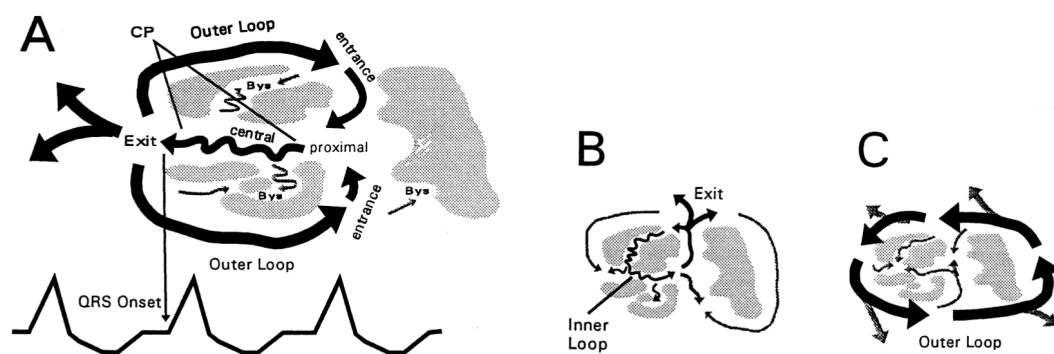 A
CP
Outer Loop
entrance
Bys
Exit
central
proximal
Bys
Bys
entrance
Outer Loop
QRS Onset
B
Exit
Inner
Loop
C
Outer Loop